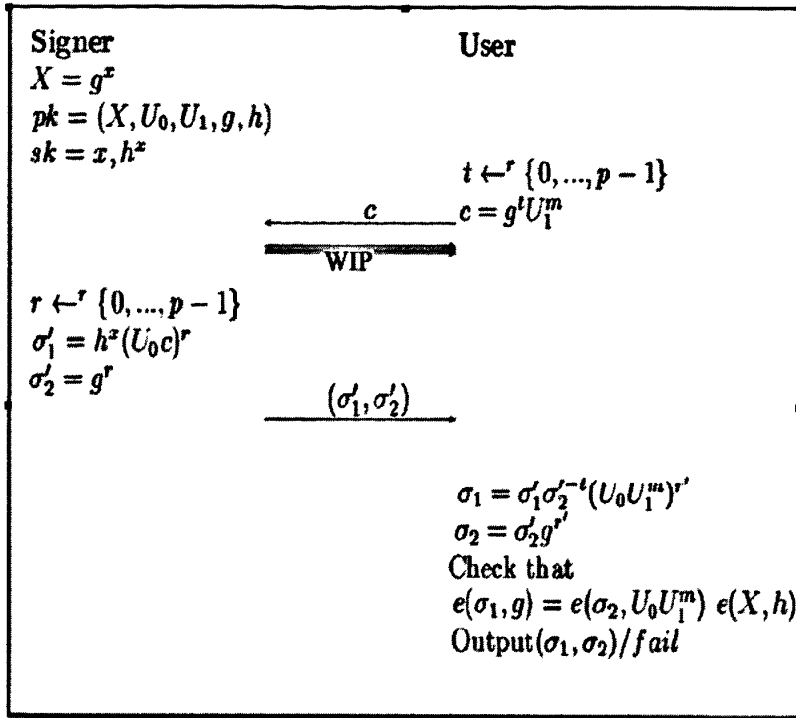 Signer
User
X = g^x
pk = (X, U_0, U_1, g, h)
sk = x, h^x
t ←^r {0, ..., p − 1}
c
c = g^t U_1^m
WIP
r ←^r {0, ..., p − 1}
σ'_1 = h^x (U_0 c)^r
σ'_2 = g^r
(σ'_1, σ'_2)
σ_1 = σ'_1 σ'_2^{-t} (U_0 U_1^m)^{r'}
σ_2 = σ'_2 g^{r'}
Check that
e(σ_1, g) = e(σ_2, U_0 U_1^m) e(X, h)
Output(σ_1, σ_2)/fail